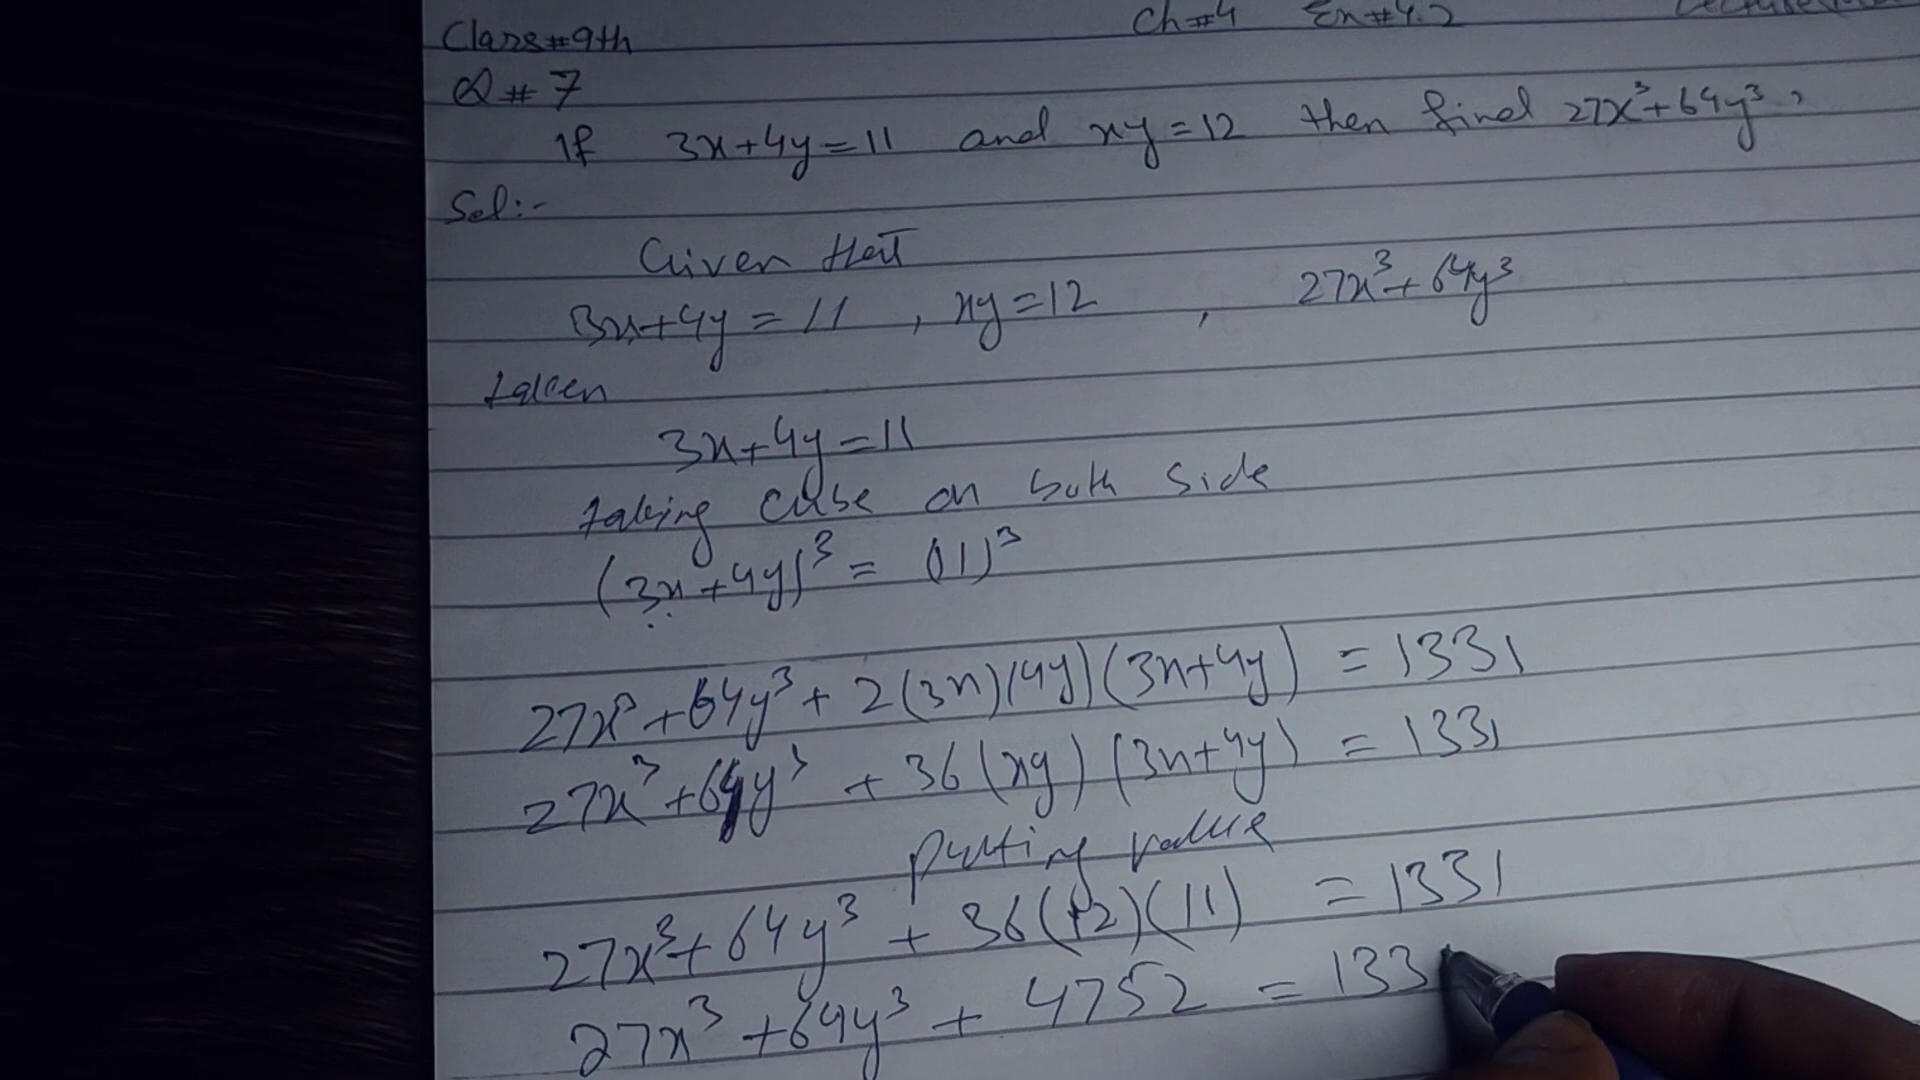 Class#9th Ch#4 Ex#4.2
Q#7
If 3x+4y=11 and xy=12 then find 27x³+64y³?
Sol:-
Given that
3x+4y=11 , xy=12 , 27x³+64y³
taken
3x+4y=11
taking cube on both side
(3x+4y)³ = (11)³
27x³+64y³+2(3x)(4y)(3x+4y) = 1331
27x³+64y³ +36(xy)(3x+4y) = 1331
putting value
27x³+64y³ + 36(12)(11) = 1331
27x³+64y³ + 4752 = 133